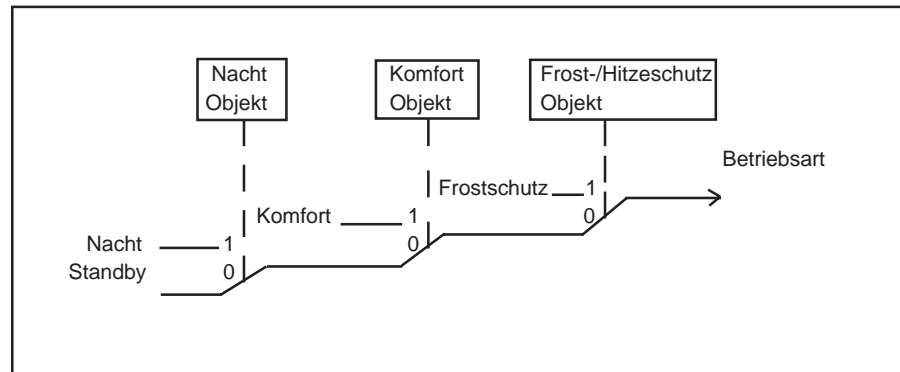 Nacht
Objekt
Komfort
Objekt
Frost-/Hitzeschutz
Objekt
Betriebsart
Frostschutz 1
0
Komfort 1
0
Nacht 1
Standby 0